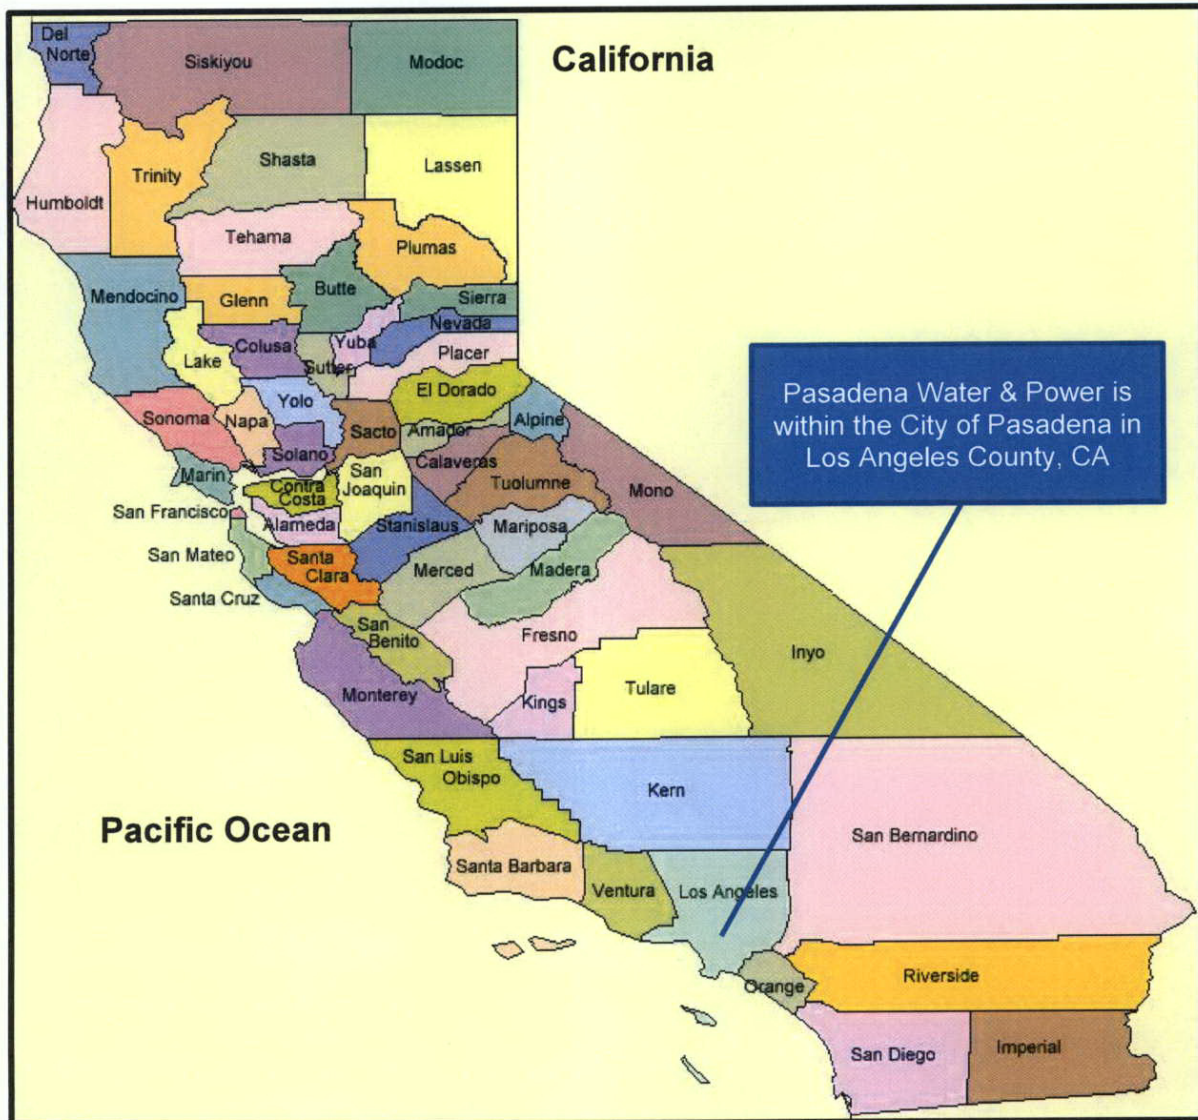 Del
Norte
Siskiyou
Modoc
California
Shasta
Lassen
Trinity
Humboldt
Tehama
Plumas
Mendocino
Glenn
Butte
Sierra
Nevada
Yuba
Colusa
Lake
Sutter
Placer
El Dorado
Pasadena Water & Power is
within the City of Pasadena in
Los Angeles County, CA
Sonoma
Napa
Yolo
Sacto
Amador
Alpine
Solano
Marin
Calaveras
San
Joaquin
Contra
Costa
Tuolumne
Mono
San Francisco
Alameda
Stanislaus
Mariposa
San Mateo
Santa
Clara
Merced
Madera
Santa Cruz
San
Benito
Fresno
Inyo
Monterey
Kings
Tulare
San Luis
Obispo
Kern
Pacific Ocean
San Bernardino
Santa Barbara
Ventura
Los Angeles
Orange
Riverside
San Diego
Imperial